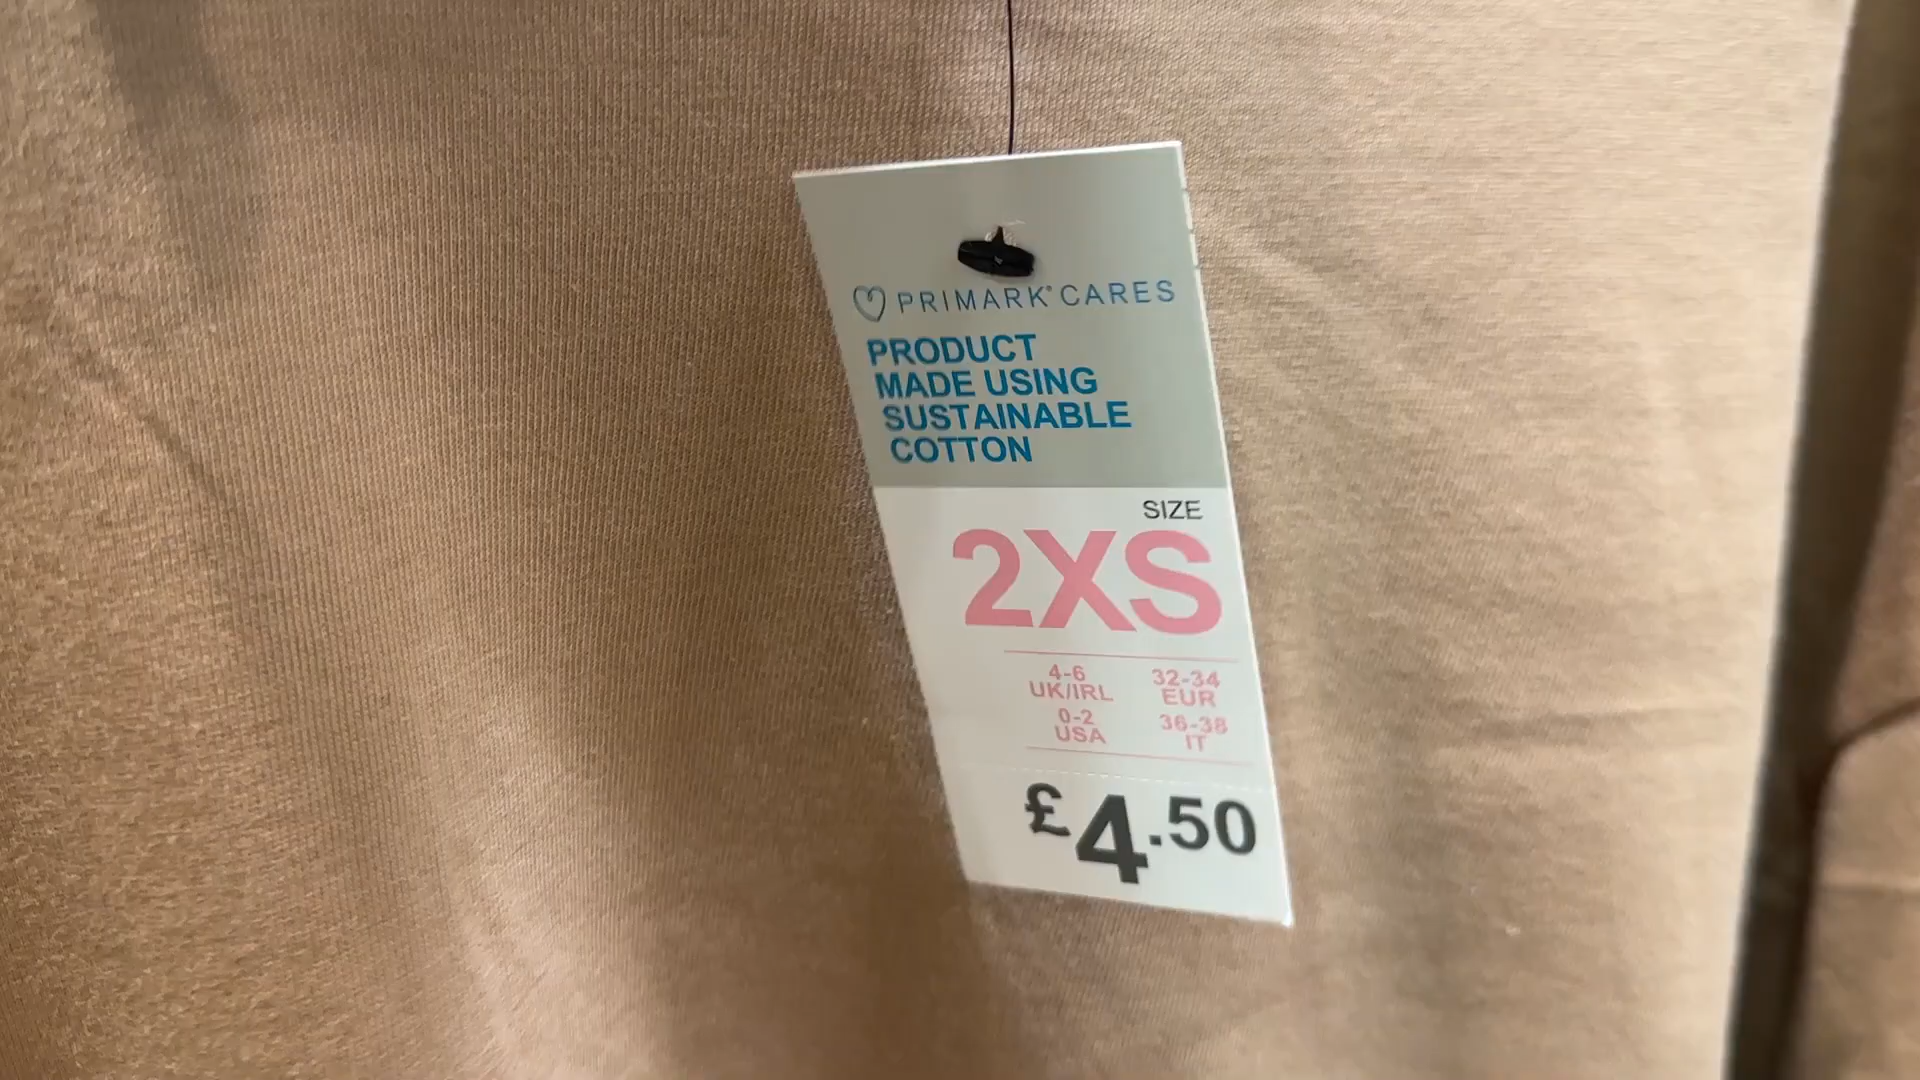 PRIMARK® CARES
PRODUCT
MADE USING
SUSTAINABLE
COTTON
SIZE
2XS
4-6
UK/IRL
32-34
EUR
0-2
USA
36-38
IT
£4.50